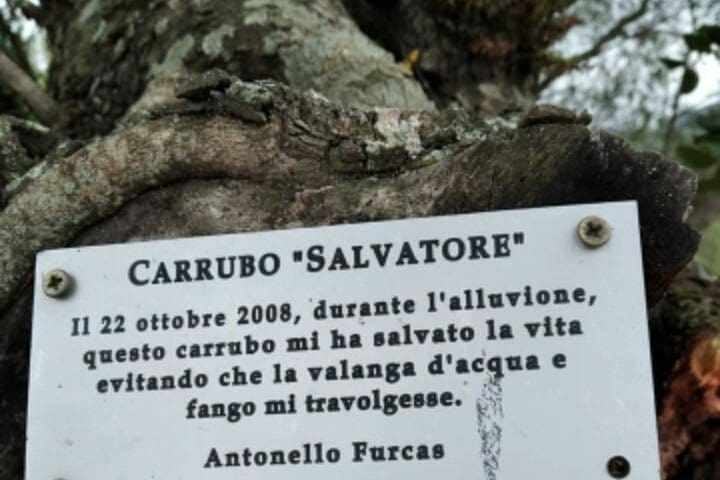 CARRUBO "SALVATORE"
Il 22 ottobre 2008, durante l'alluvione,
questo carrubo mi ha salvato la vita
evitando che la valanga d'acqua e
fango mi travolgesse.
Antonello Furcas